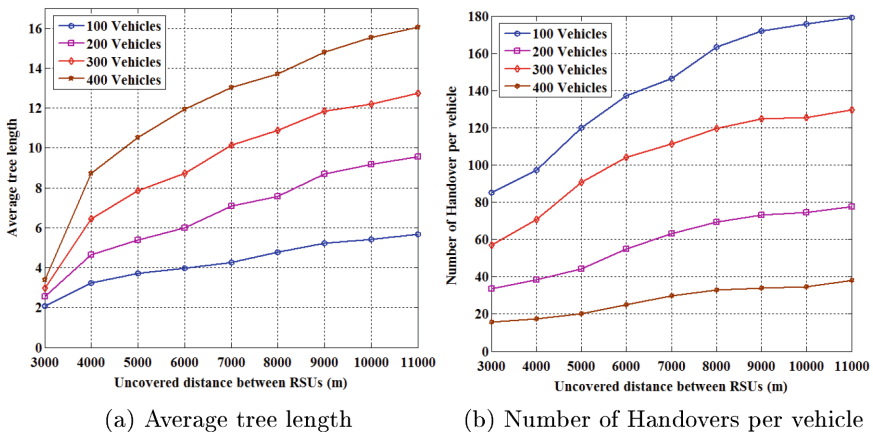 16
14
12
10
8
6
4
2
0
Average tree length
100 Vehicles
200 Vehicles
300 Vehicles
400 Vehicles
3000 4000 5000 6000 7000 8000 9000 10000 11000
Uncovered distance between RSUs (m)
(a) Average tree length
180
160
140
120
100
80
60
40
20
0
Number of Handover per vehicle
100 Vehicles
200 Vehicles
300 Vehicles
400 Vehicles
3000 4000 5000 6000 7000 8000 9000 10000 11000
Uncovered distance between RSUs (m)
(b) Number of Handovers per vehicle